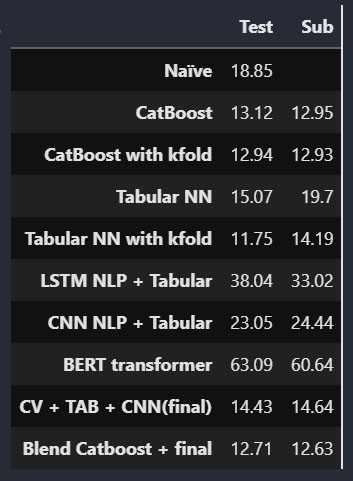 Test Sub
Naïve 18.85
CatBoost 13.12 12.95
CatBoost with kfold 12.94 12.93
Tabular NN 15.07 19.7
Tabular NN with kfold 11.75 14.19
LSTM NLP + Tabular 38.04 33.02
CNN NLP + Tabular 23.05 24.44
BERT transformer 63.09 60.64
CV + TAB + CNN(final) 14.43 14.64
Blend Catboost + final 12.71 12.63